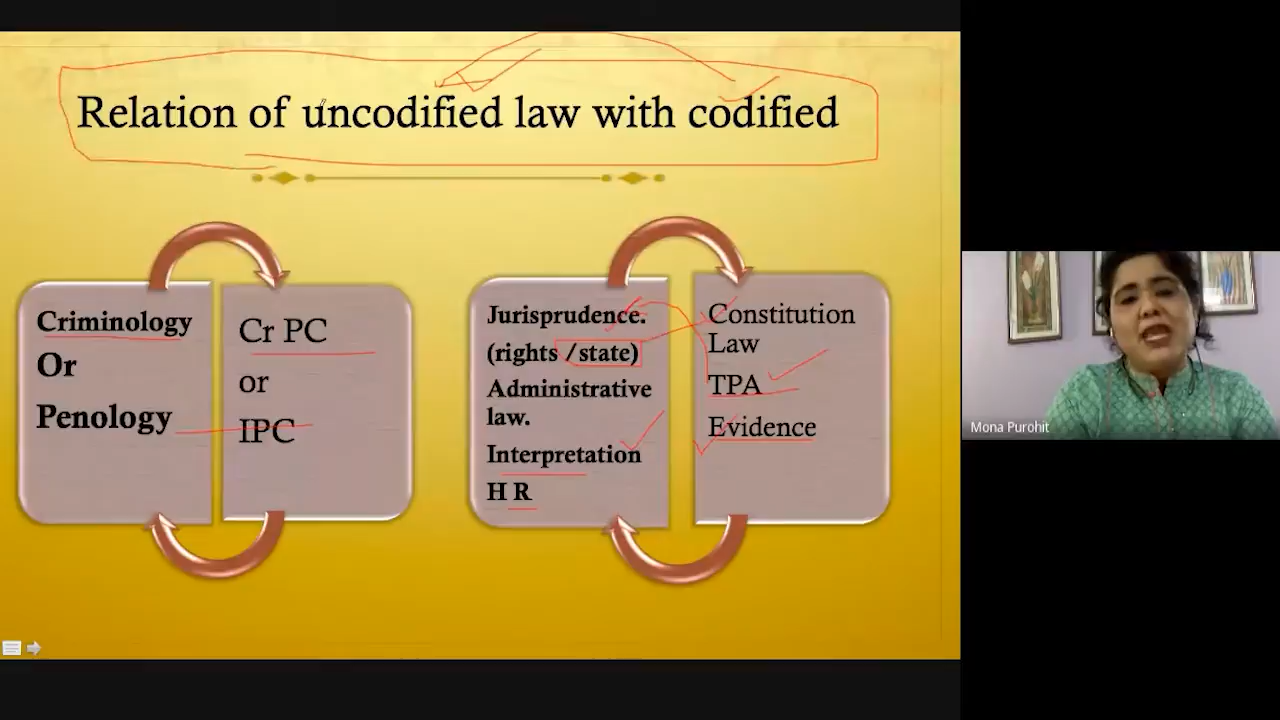 Relation of uncodified law with codified
Criminology
Or
Penology
Cr PC
or
IPC
Jurisprudence.
(rights /state)
Administrative
law.
Interpretation
H R
Constitution
Law
TPA
Evidence
Mona Purohit